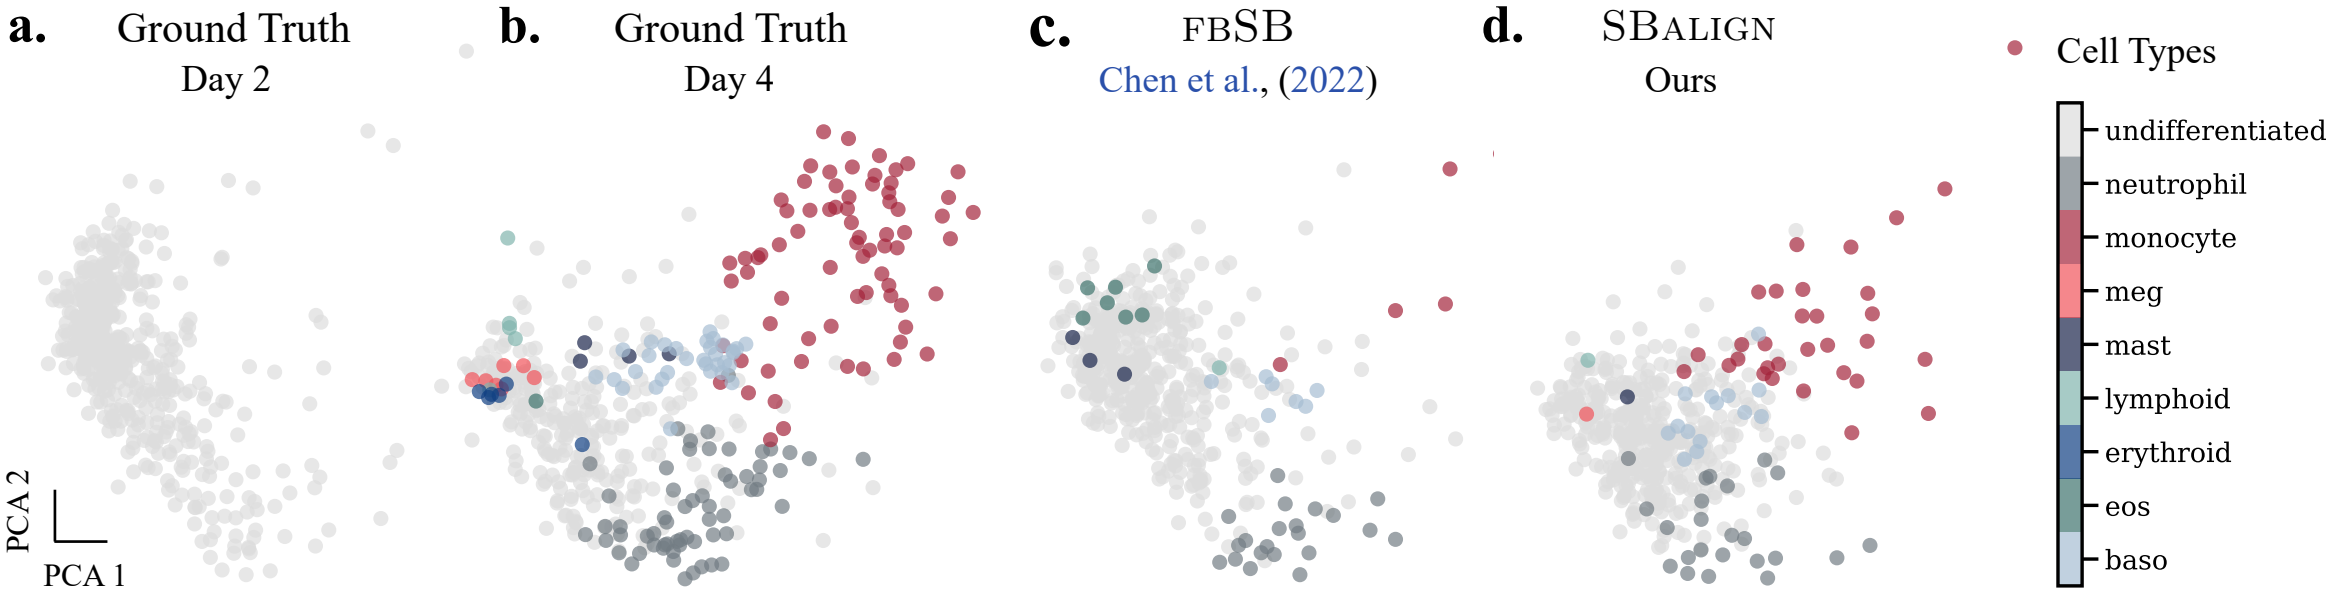 a. Ground Truth
Day 2
b. Ground Truth
Day 4
c. FBSB
Chen et al., (2022)
d. SBALIGN
Ours
Cell Types
undifferentiated
neutrophil
monocyte
meg
mast
lymphoid
erythroid
eos
baso
PCA 2
PCA 1